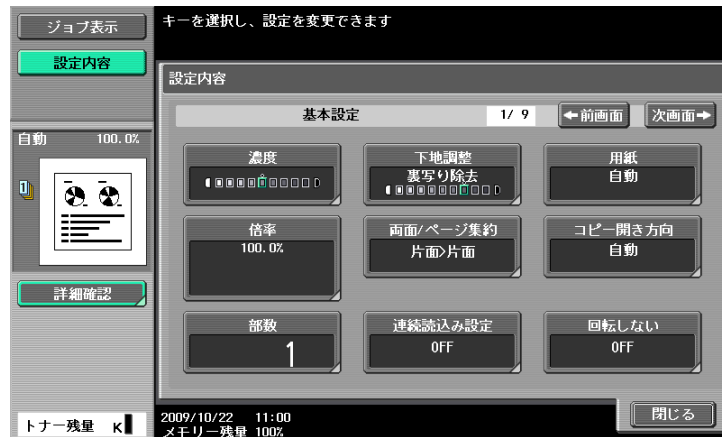 ジョブ表示
キーを選択し、設定を変更できます
設定内容
設定内容
基本設定
1/ 9
前画面
次画面
自動 100.0%
濃度
下地調整
裏写り除去
用紙
自動
倍率
100.0%
両面/ページ集約
片面>片面
コピー開き方向
自動
詳細確認
部数
1
連続読込み設定
OFF
回転しない
OFF
閉じる
トナー残量 K
2009/10/22 11:00
メモリー残量 100%